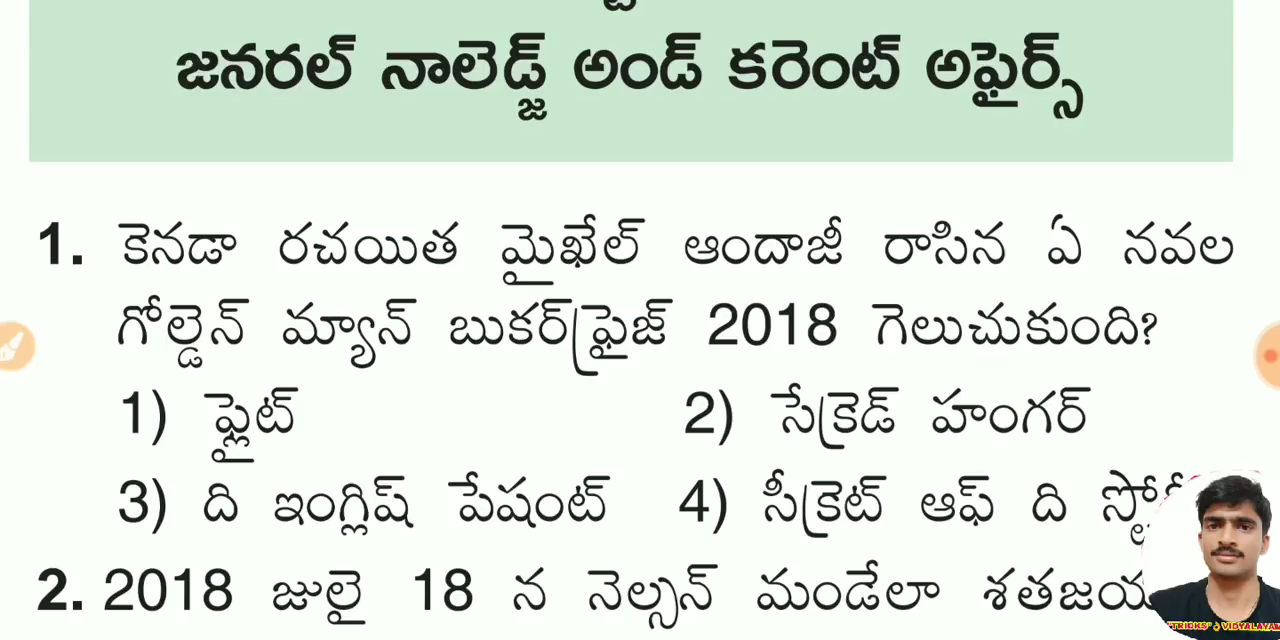 జనరల్ నాలెడ్జ్ అండ్ కరెంట్ అఫైర్స్
1. కెనడా రచయిత మైఖేల్ ఆందాజీ రాసిన ఏ నవల
గోల్డెన్ మ్యాన్ బుకర్ప్రైజ్ 2018 గెలుచుకుంది?
1) ఫ్లైట్ 2) సేక్రెడ్ హంగర్
3) ది ఇంగ్లిష్ పేషంట్ 4) సీక్రెట్ ఆఫ్ ది
2. 2018 జులై 18 న నెల్సన్ మండేలా
VIDYALAYAM